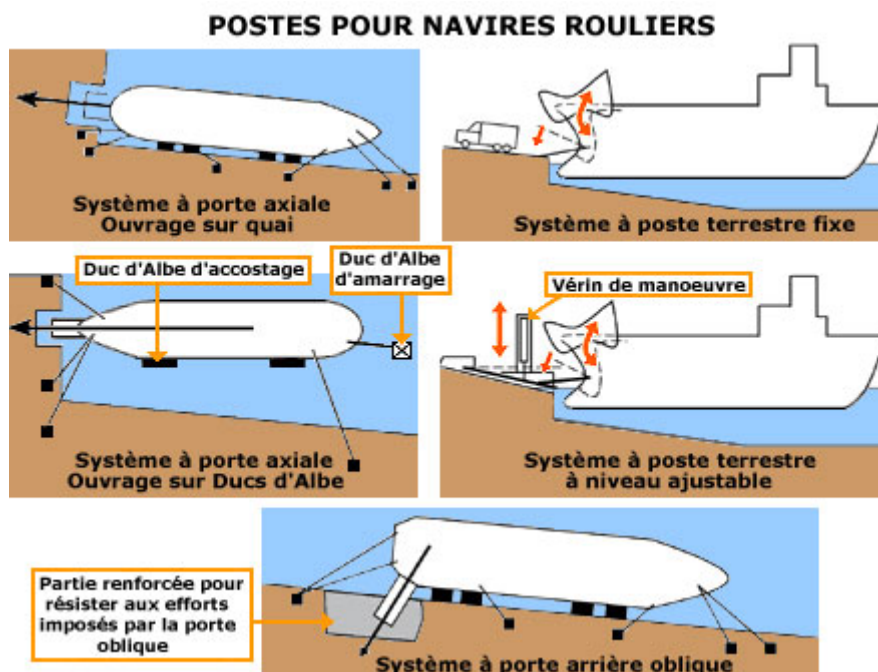 POSTES POUR NAVIRES ROULIERS
Système à porte axiale
Ouvrage sur quai
Système à poste terrestre fixe
Duc d'Albe d'accostage
Duc d'Albe
d'amarrage
Système à porte axiale
Ouvrage sur Ducs d'Albe
Vérin de manoeuvre
Système à poste terrestre
à niveau ajustable
Partie renforcée pour
résister aux efforts
imposés par la porte
oblique
Système à porte arrière oblique